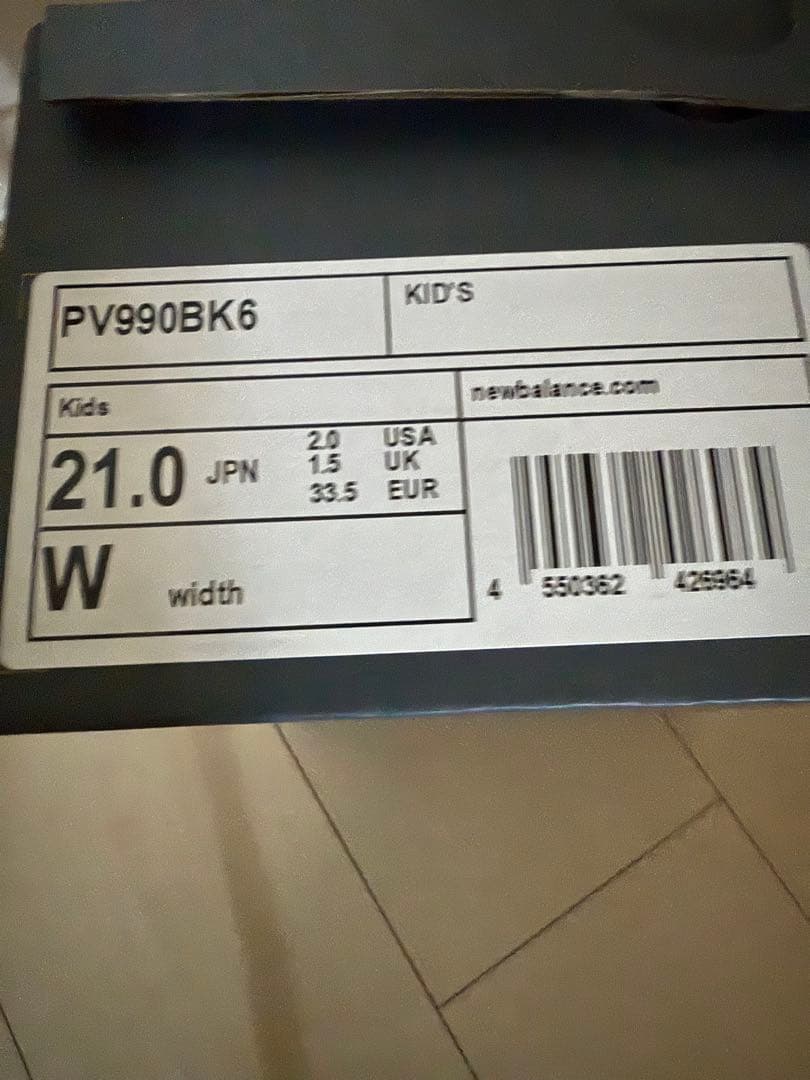 PV990BK6
KID'S
Kids
newbalance.com
21.0 JPN
2.0 USA
1.5 UK
33.5 EUR
W width
4 550362 426964